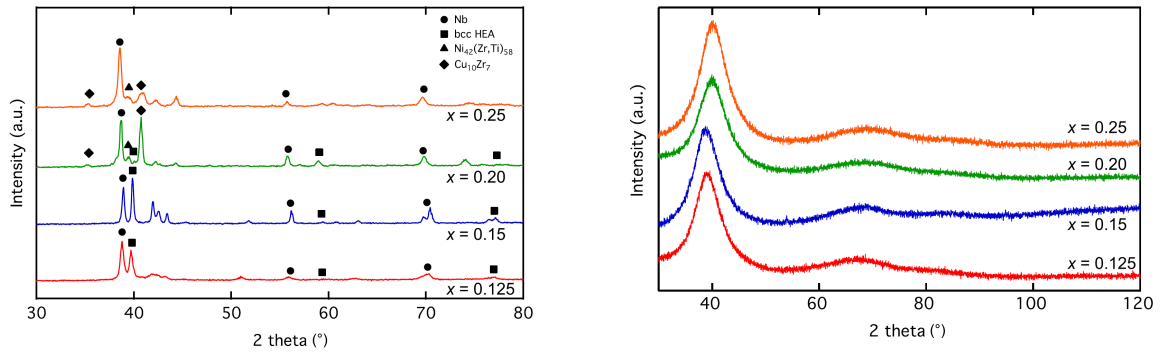 Intensity (a.u.)
Nb
bcc HEA
Ni42(Zr,Ti)58
Cu10Zr7
x = 0.25
x = 0.20
x = 0.15
x = 0.125
30 40 50 60 70 80
2 theta (°)
Intensity (a.u.)
x = 0.25
x = 0.20
x = 0.15
x = 0.125
40 60 80 100 120
2 theta (°)